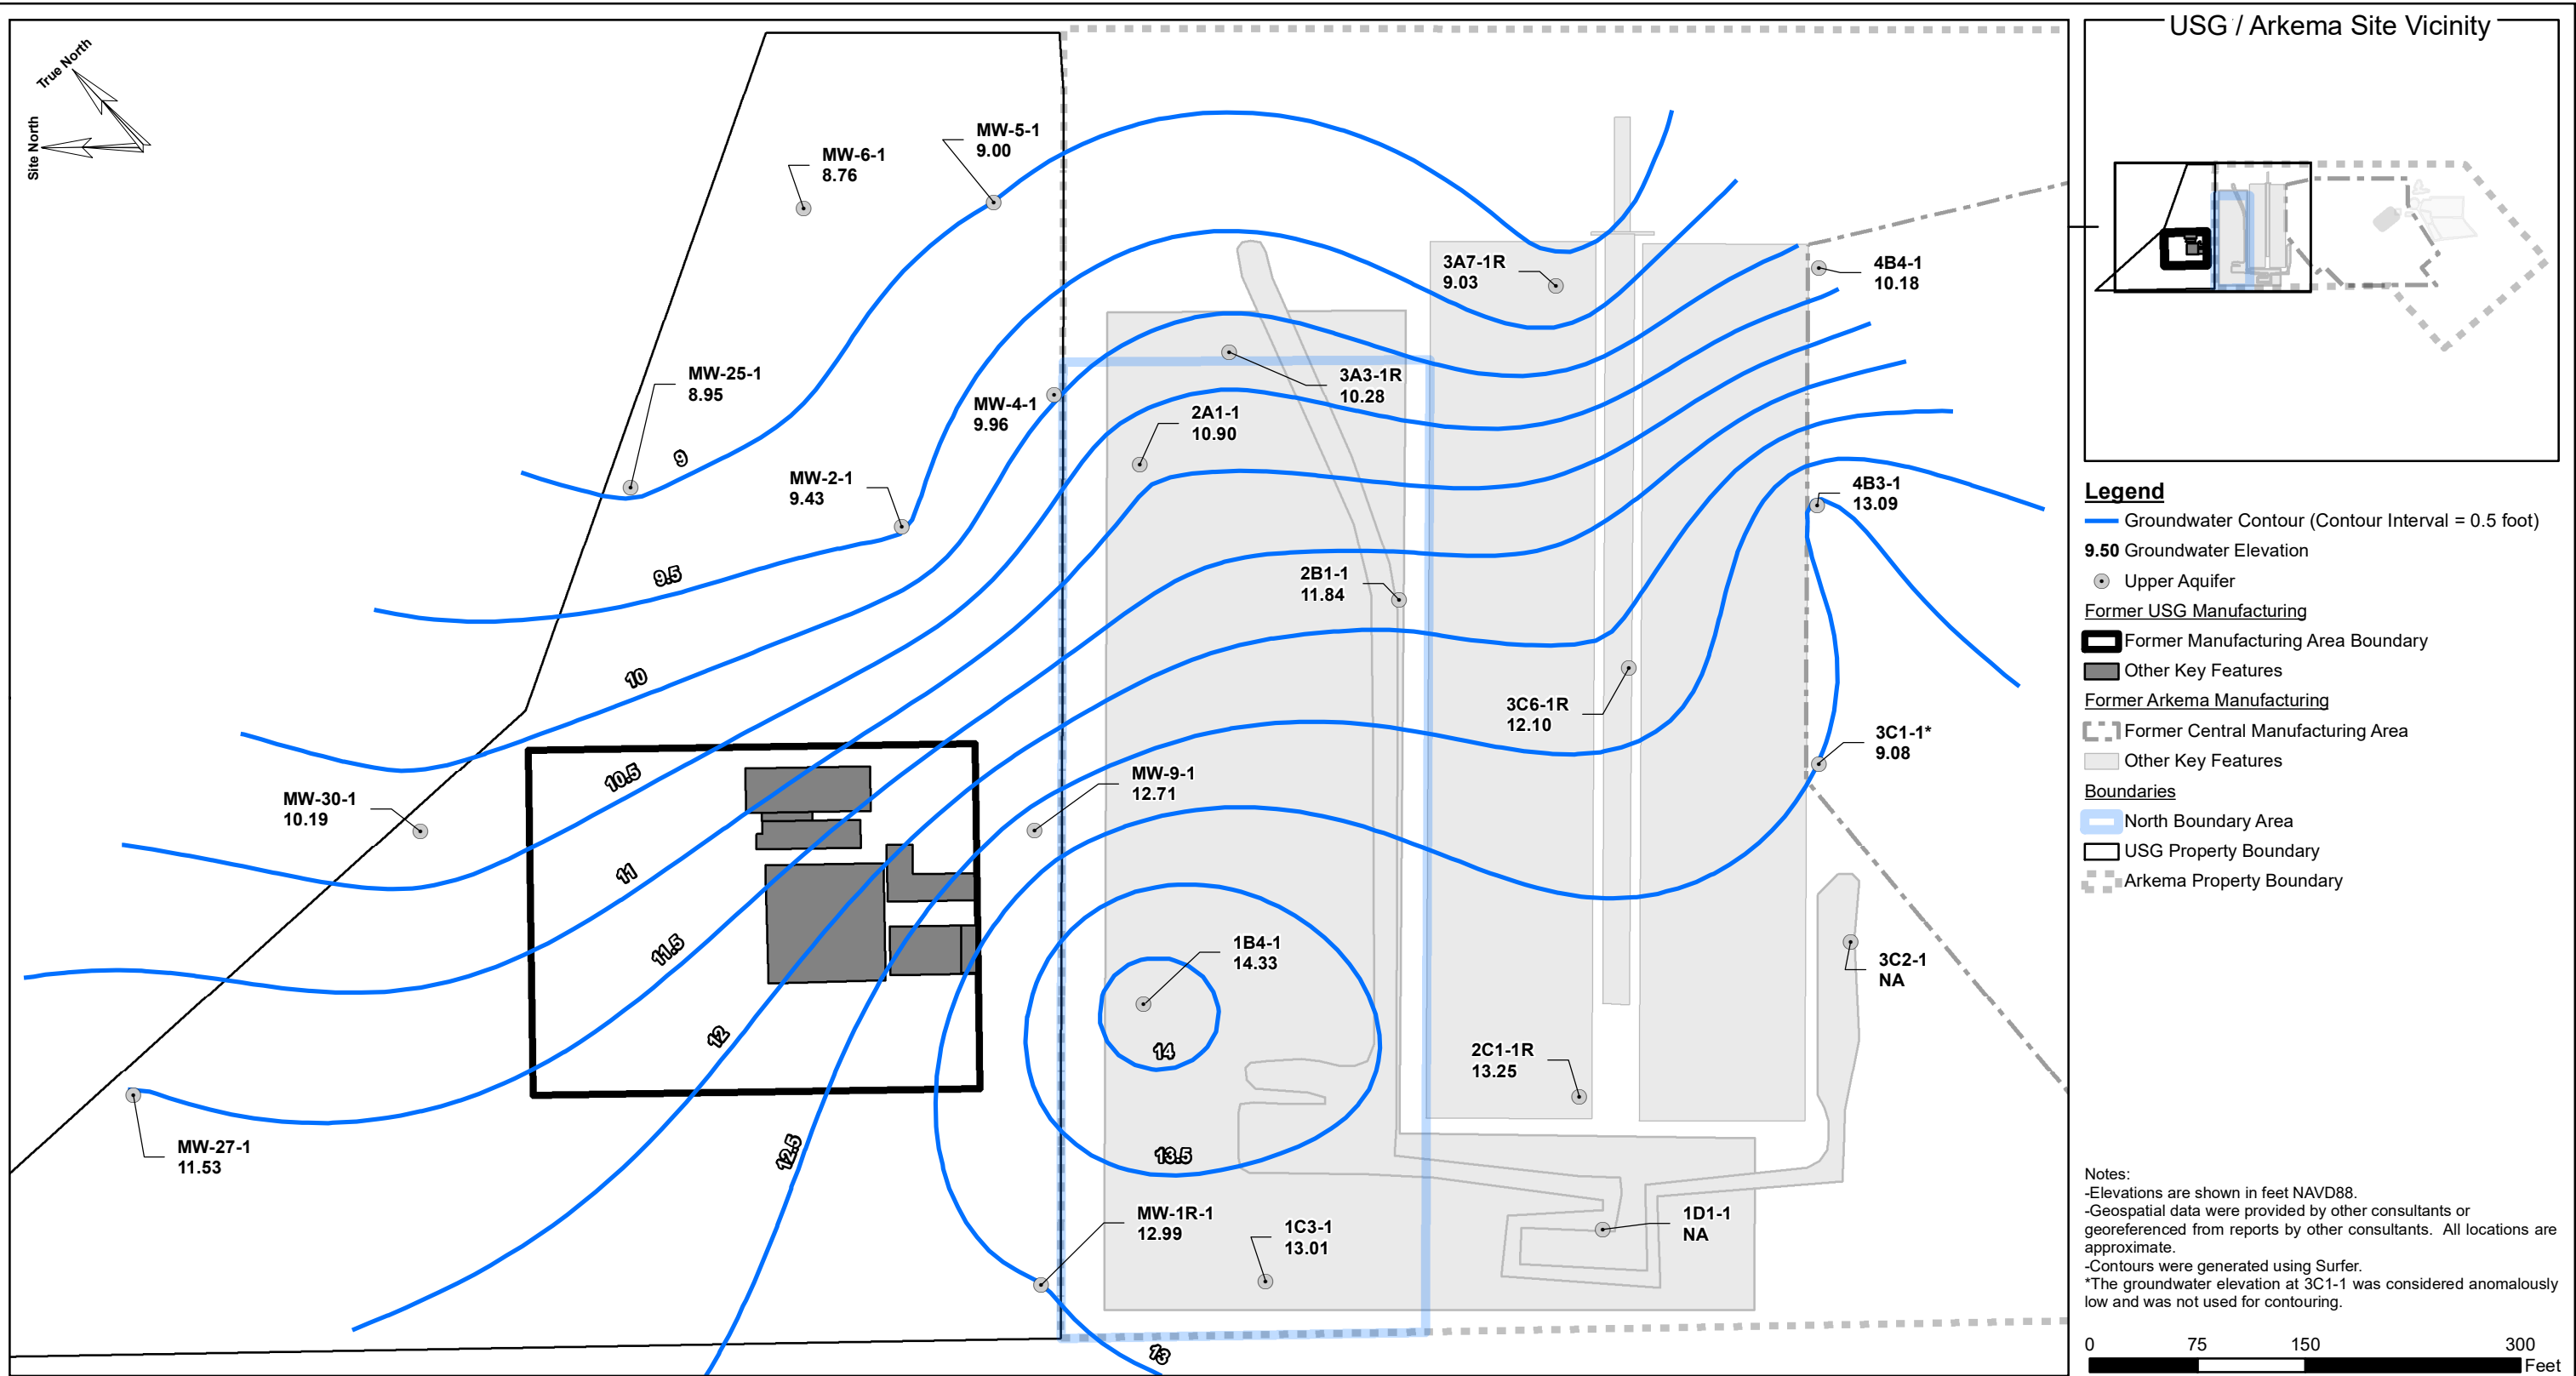 USG / Arkema Site Vicinity
True North
Site North
MW-5-1
9.00
MW-6-1
8.76
3A7-1R
9.03
4B4-1
10.18
MW-25-1
8.95
3A3-1R
10.28
MW-4-1
9.96
2A1-1
10.90
9
MW-2-1
9.43
4B3-1
13.09
9.5
2B1-1
11.84
10
3C6-1R
12.10
3C1-1*
9.08
10.5
MW-9-1
12.71
MW-30-1
10.19
11
11.5
1B4-1
14.33
3C2-1
NA
12
14
2C1-1R
13.25
MW-27-1
11.53
12.5
13.5
MW-1R-1
12.99
1C3-1
13.01
1D1-1
NA
13
Legend
Groundwater Contour (Contour Interval = 0.5 foot)
9.50 Groundwater Elevation
Upper Aquifer
Former USG Manufacturing
Former Manufacturing Area Boundary
Other Key Features
Former Arkema Manufacturing
Former Central Manufacturing Area
Other Key Features
Boundaries
North Boundary Area
USG Property Boundary
Arkema Property Boundary
Notes:
-Elevations are shown in feet NAVD88.
-Geospatial data were provided by other consultants or
georeferenced from reports by other consultants. All locations are
approximate.
-Contours were generated using Surfer.
*The groundwater elevation at 3C1-1 was considered anomalously
low and was not used for contouring.
0 75 150 300
Feet